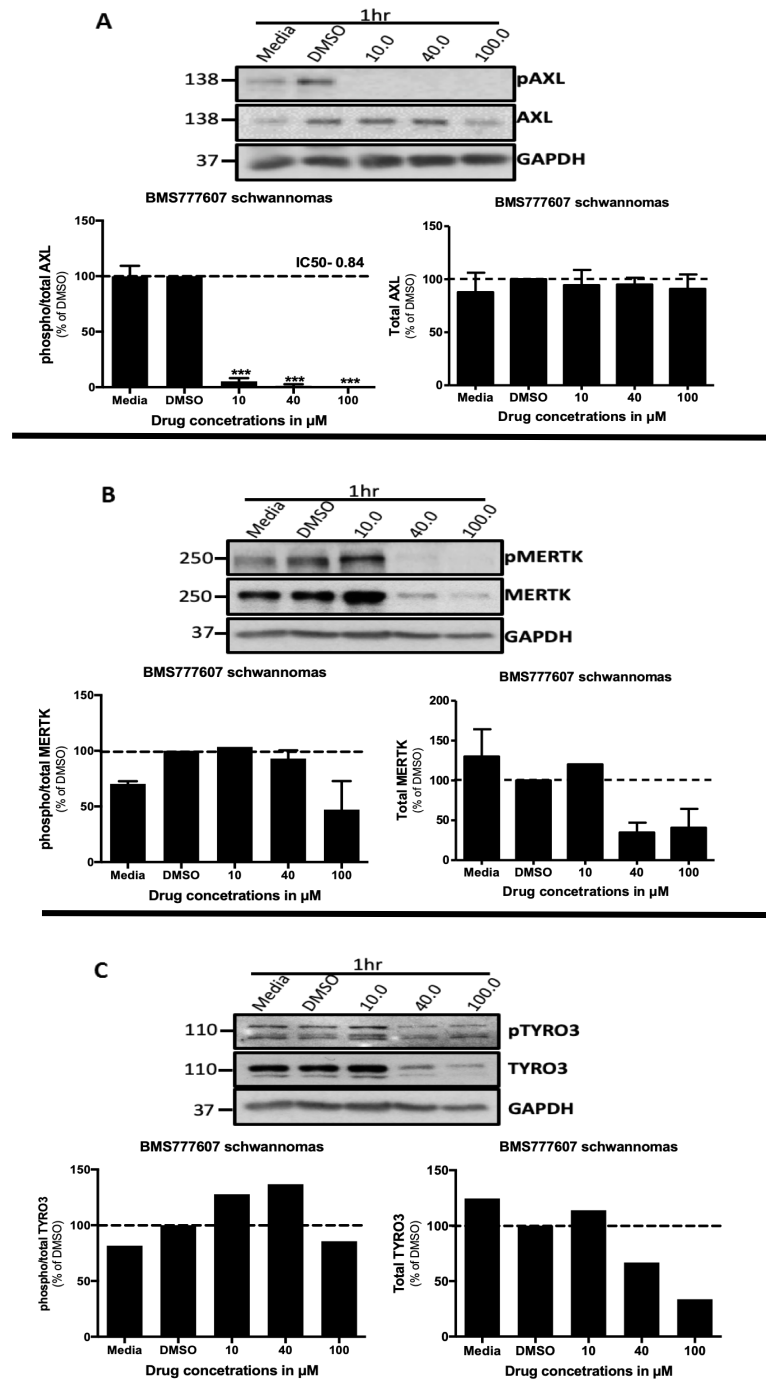 A
1hr
Media DMSO 10.0 40.0 100.0
138 pAXL
138 AXL
37 GAPDH
BMS777607 schwannomas
phospho/total AXL
(% of DMSO)
150
100
50
0
IC50- 0.84
*** *** ***
Media DMSO 10 40 100
Drug concetrations in µM
BMS777607 schwannomas
Total AXL
(% of DMSO)
150
100
50
0
Media DMSO 10 40 100
Drug concetrations in µM
B
1hr
Media DMSO 10.0 40.0 100.0
250 pMERTK
250 MERTK
37 GAPDH
BMS777607 schwannomas
phospho/total MERTK
(% of DMSO)
150
100
50
0
Media DMSO 10 40 100
Drug concetrations in µM
BMS777607 schwannomas
Total MERTK
(% of DMSO)
200
150
100
50
0
Media DMSO 10 40 100
Drug concetrations in µM
C
1hr
Media DMSO 10.0 40.0 100.0
110 pTYRO3
110 TYRO3
37 GAPDH
BMS777607 schwannomas
phospho/total TYRO3
(% of DMSO)
150
100
50
0
Media DMSO 10 40 100
Drug concetrations in µM
BMS777607 schwannomas
Total TYRO3
(% of DMSO)
150
100
50
0
Media DMSO 10 40 100
Drug concetrations in µM